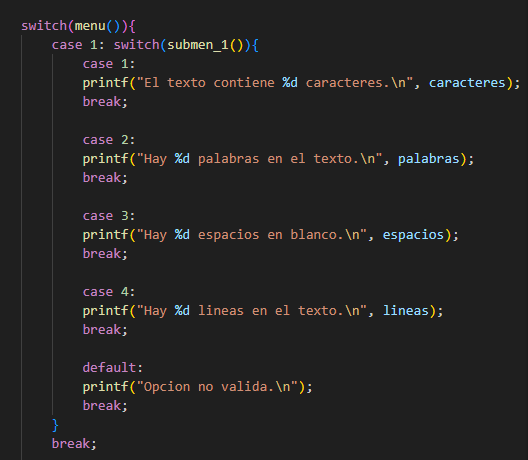 switch(menu()){
case 1: switch(submen_1()){
case 1:
printf("El texto contiene %d caracteres.\n", caracteres);
break;
case 2:
printf("Hay %d palabras en el texto.\n", palabras);
break;
case 3:
printf("Hay %d espacios en blanco.\n", espacios);
break;
case 4:
printf("Hay %d lineas en el texto.\n", lineas);
break;
default:
printf("Opcion no valida.\n");
break;
}
break;